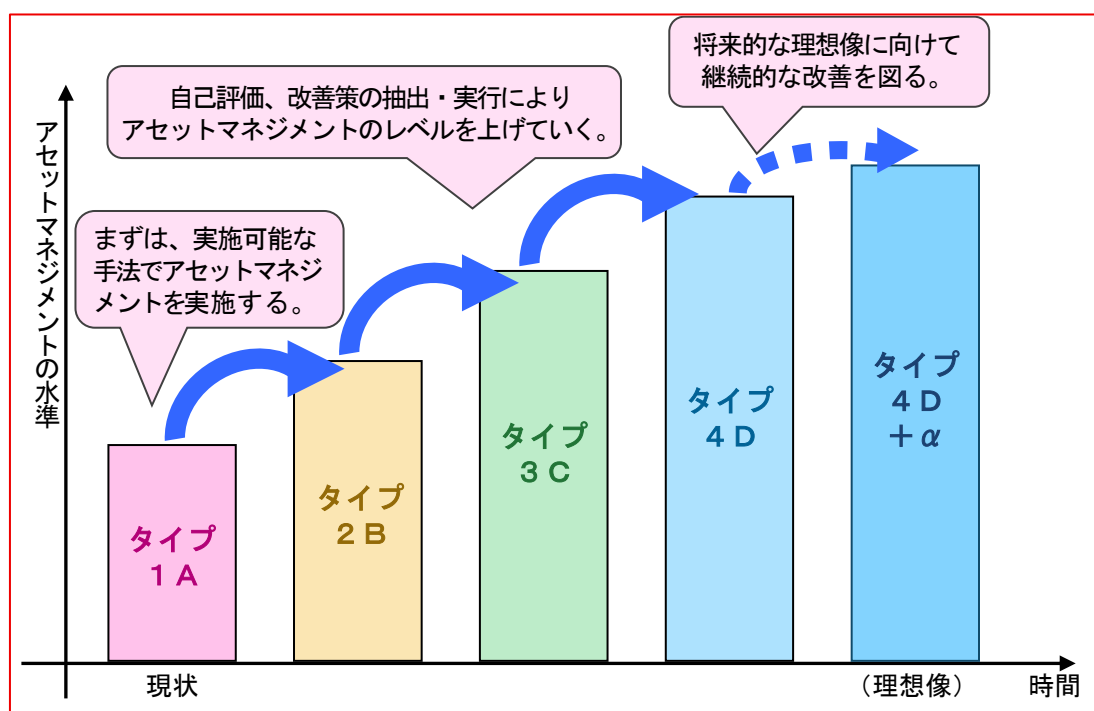 将来的な理想像に向けて
継続的な改善を図る。
自己評価、改善策の抽出・実行により
アセットマネジメントのレベルを上げていく。
まずは、実施可能な
手法でアセットマネジ
メントを実施する。
アセットマネジメントの水準
タイプ
１Ａ
タイプ
２Ｂ
タイプ
３Ｃ
タイプ
４Ｄ
タイプ
４Ｄ
＋α
現状
（理想像）
時間